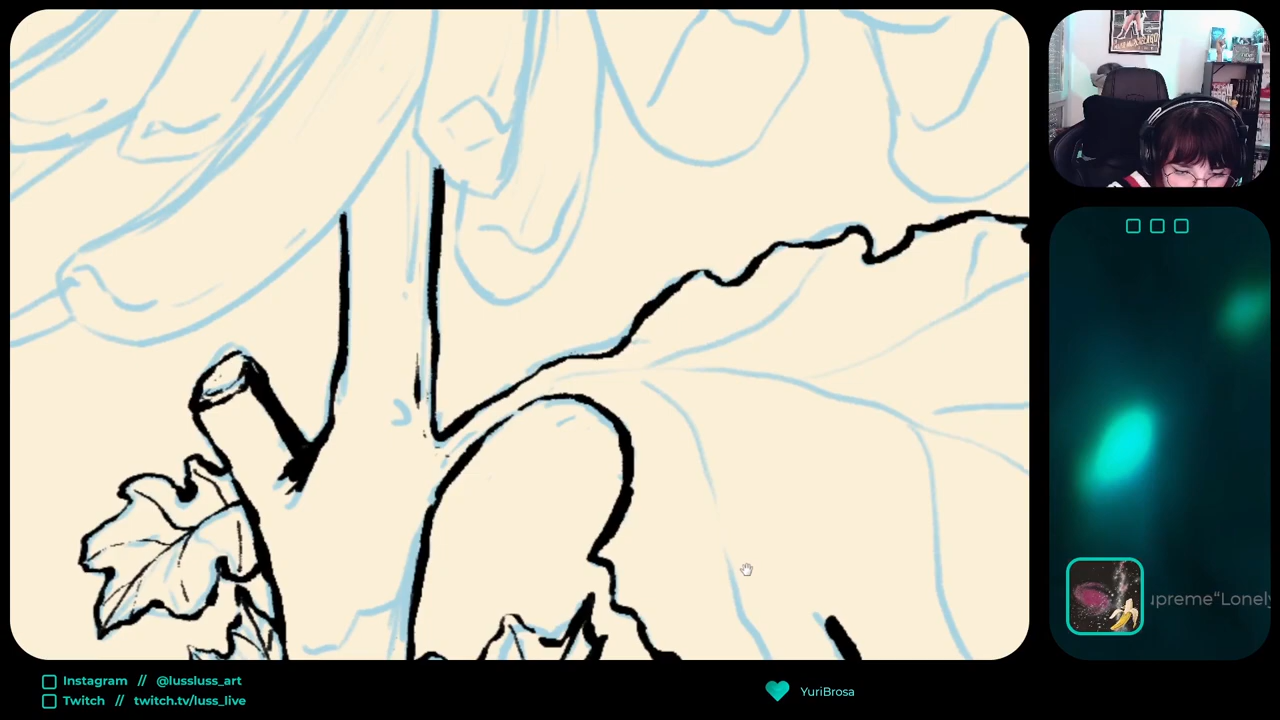 upreme“Lonely
Instagram // @lussluss_art
Twitch // twitch.tv/luss_live
YuriBrosa